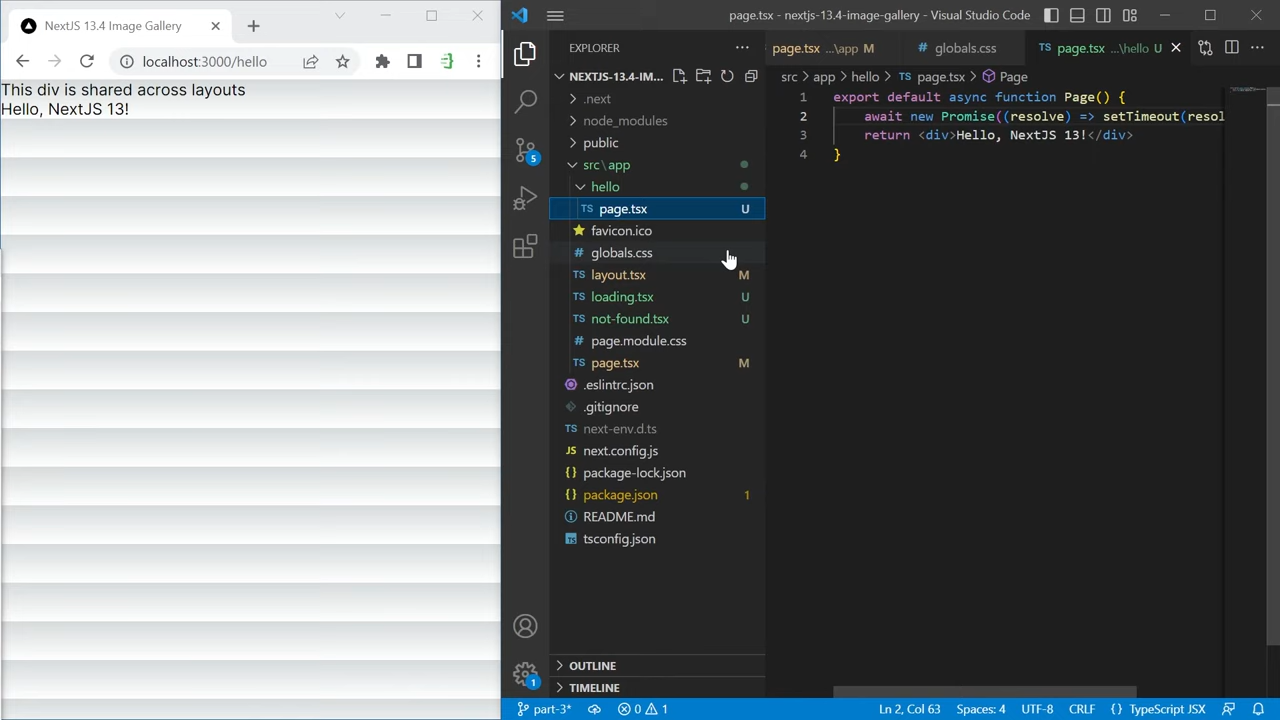 NextJS 13.4 Image Gallery
localhost:3000/hello
This div is shared across layouts
Hello, NextJS 13!
page.tsx - nextjs-13.4-image-gallery - Visual Studio Code
EXPLORER
NEXTJS-13.4-IM...
.next
node_modules
public
src\app
hello
page.tsx U
favicon.ico
globals.css
layout.tsx M
loading.tsx U
not-found.tsx U
page.module.css
page.tsx M
.eslintrc.json
.gitignore
next-env.d.ts
next.config.js
package-lock.json
package.json 1
README.md
tsconfig.json
OUTLINE
TIMELINE
5
1
page.tsx ...\app M
globals.css
page.tsx ...\hello U
src > app > hello > page.tsx > Page
1 export default async function Page() {
2 await new Promise((resolve) => setTimeout(resol
3 return <div>Hello, NextJS 13!</div>
4 }
part-3* 0 1 Ln 2, Col 63 Spaces: 4 UTF-8 CRLF {} TypeScript JSX